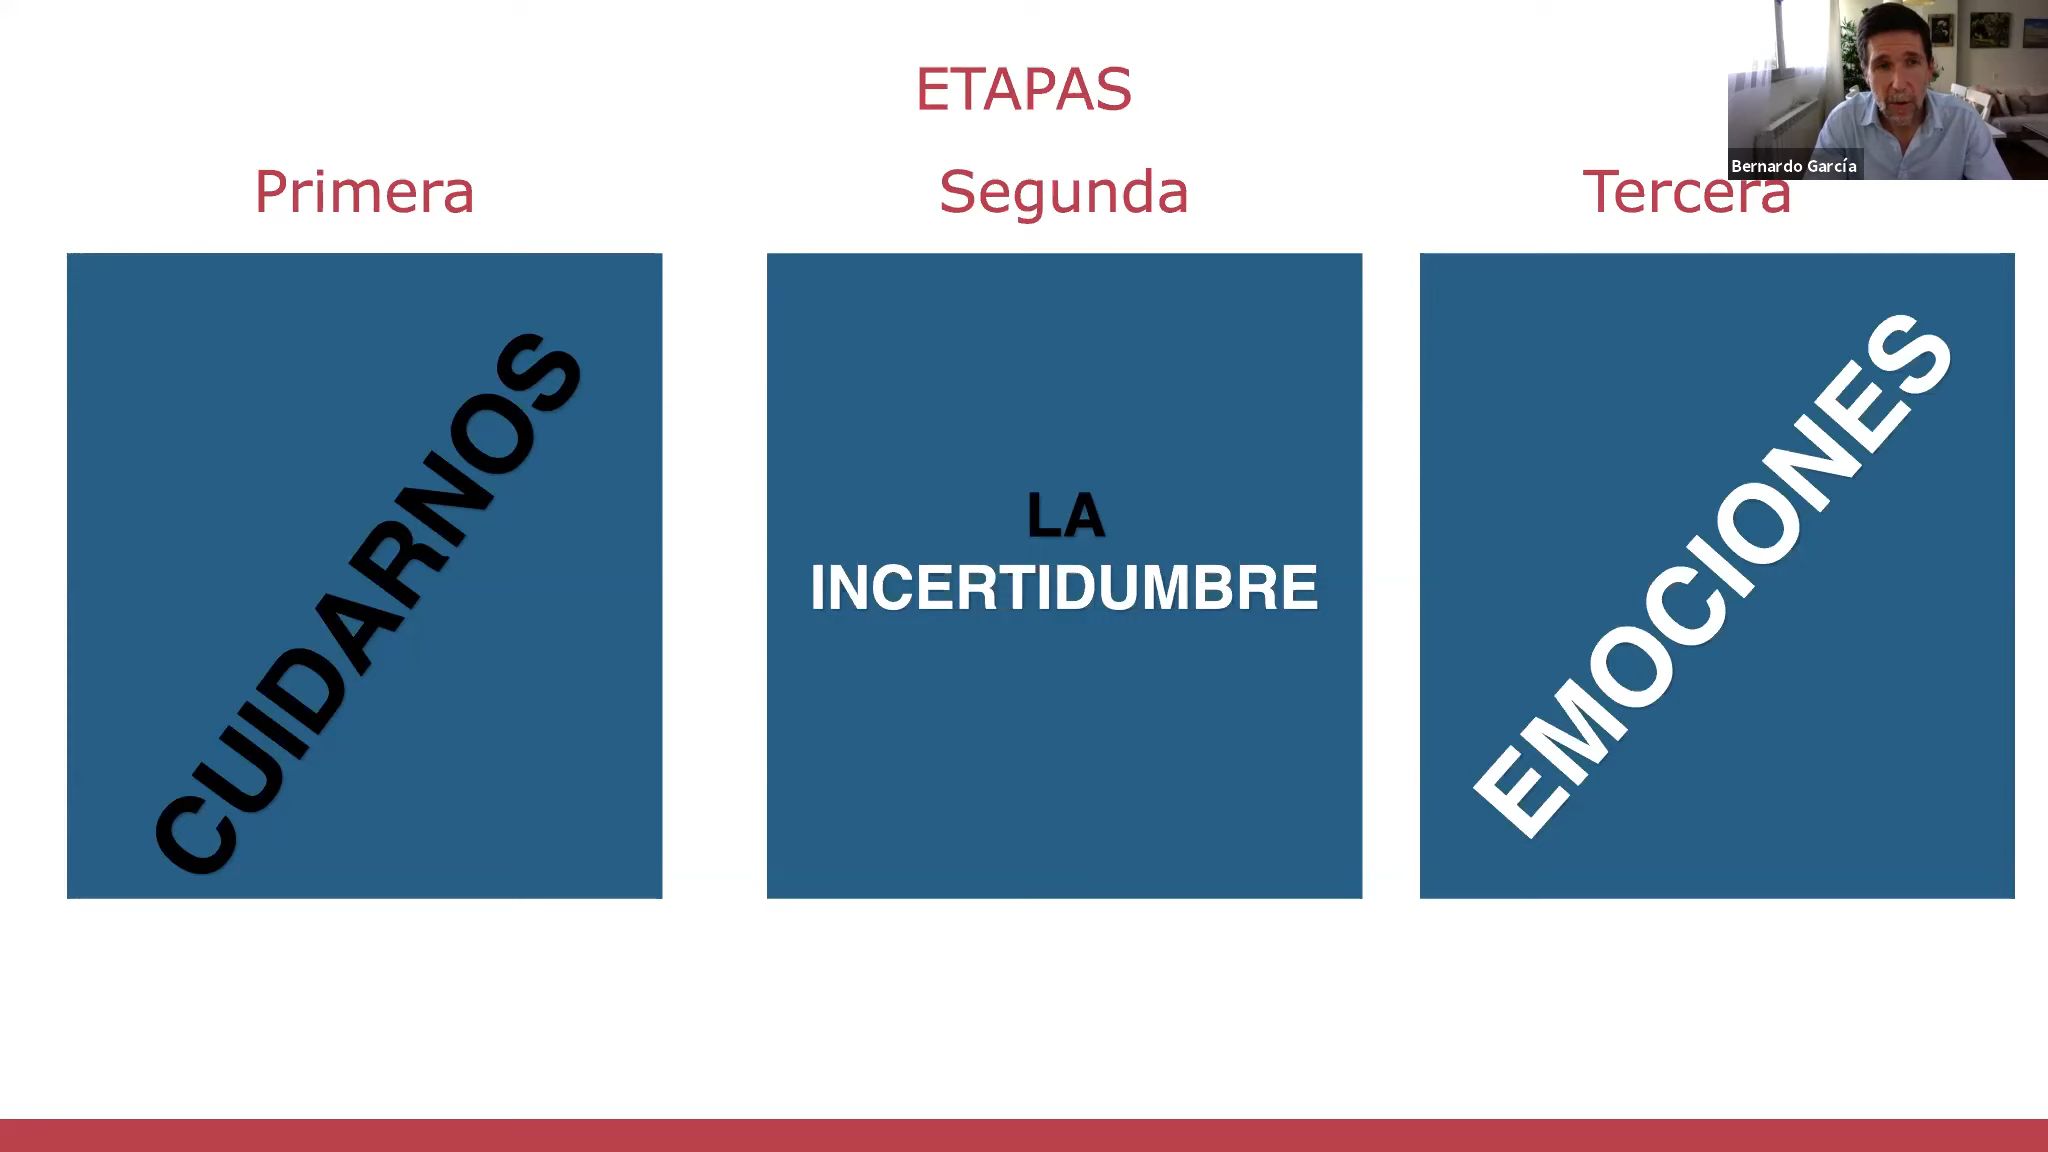 ETAPAS
Bernardo García
Primera
Segunda
Tercera
CUIDARNOS
LA
INCERTIDUMBRE
EMOCIONES